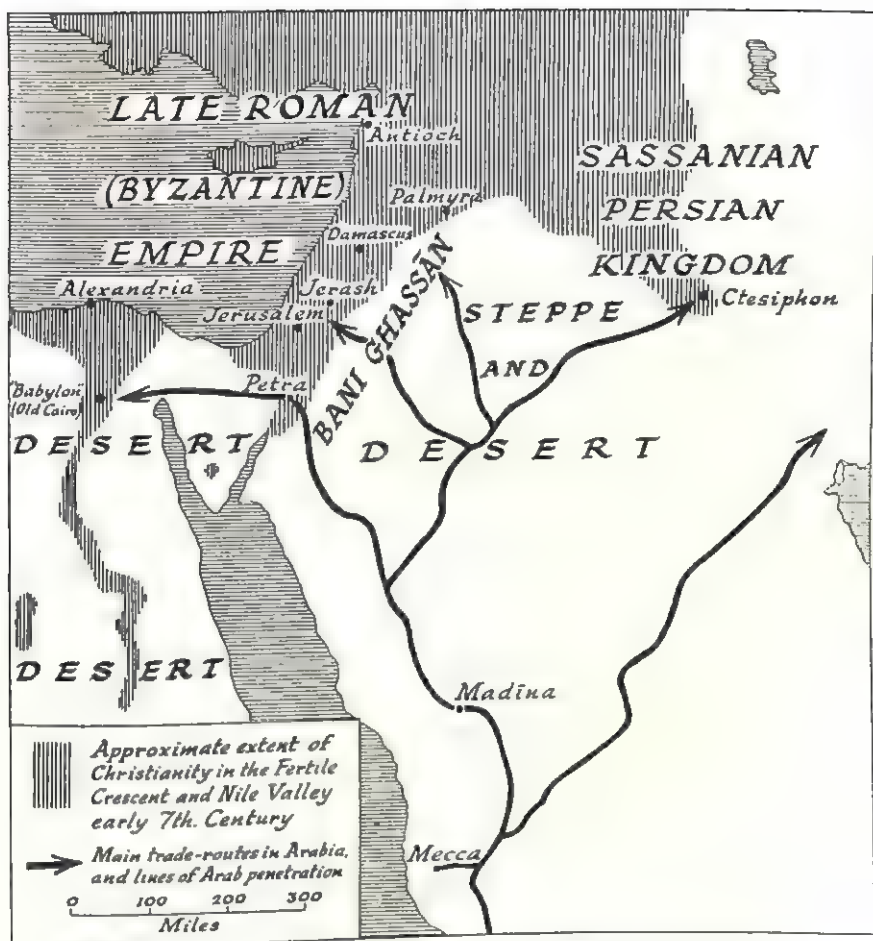 LATE ROMAN
Antioch
(BYZANTINE)
EMPIRE
SASSANIAN
PERSIAN
KINGDOM
Palmyra
Damascus
Alexandria
Jerash
Jerusalem
BANI GHASSĀN
STEPPE
AND
DESERT
Ctesiphon
"Babylon"
(Old Cairo)
Petra
DESERT
DESERT
Madīna
Mecca
Approximate extent of
Christianity in the Fertile
Crescent and Nile Valley
early 7th. Century
Main trade-routes in Arabia,
and lines of Arab penetration
0 100 200 300
Miles